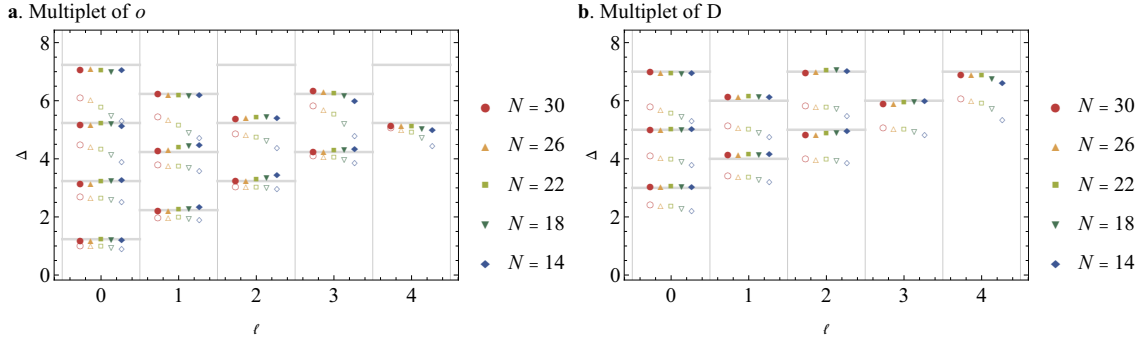 a. Multiplet of o
b. Multiplet of D
8
6
4
2
0
Δ
0 1 2 3 4
ℓ
N = 30
N = 26
N = 22
N = 18
N = 14
8
6
4
2
0
Δ
0 1 2 3 4
ℓ
N = 30
N = 26
N = 22
N = 18
N = 14